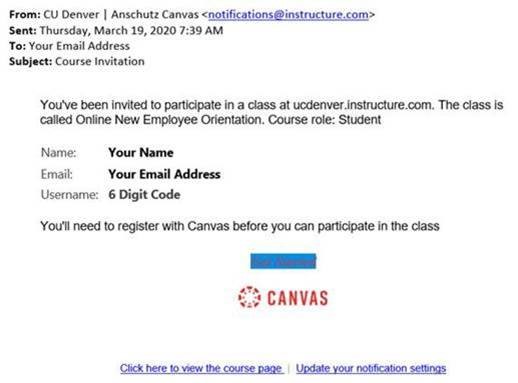 From: CU Denver | Anschutz Canvas <notifications@instructure.com>
Sent: Thursday, March 19, 2020 7:39 AM
To: Your Email Address
Subject: Course Invitation
You've been invited to participate in a class at ucdenver.instructure.com. The class is
called Online New Employee Orientation. Course role: Student
Name: Your Name
Email: Your Email Address
Username: 6 Digit Code
You'll need to register with Canvas before you can participate in the class
CANVAS
Click here to view the course page | Update your notification settings